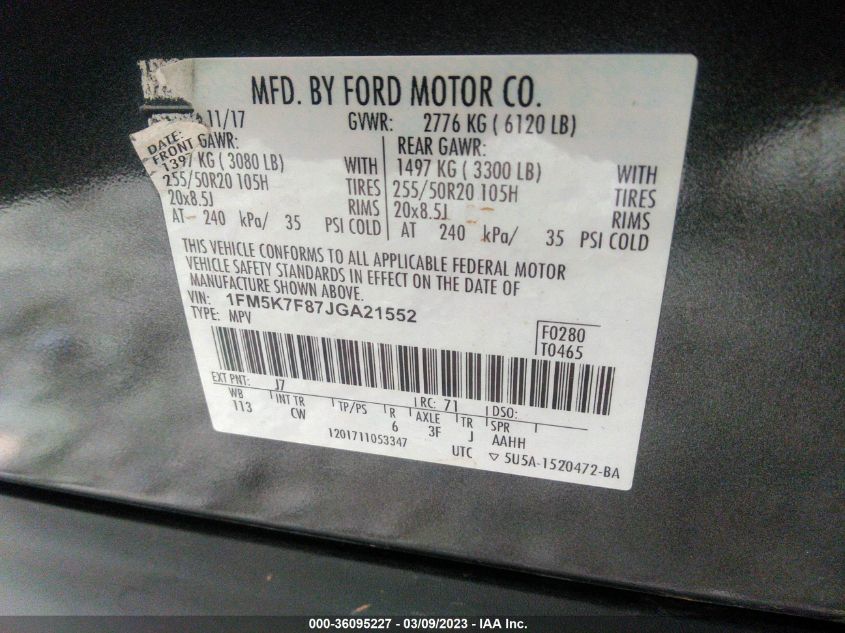 MFD. BY FORD MOTOR CO.
DATE: 11/17 GVWR: 2776 KG ( 6120 LB)
FRONT GAWR: REAR GAWR:
1397 KG ( 3080 LB) WITH 1497 KG ( 3300 LB) WITH
255/50R20 105H TIRES 255/50R20 105H TIRES
20x8.5J RIMS 20x8.5J RIMS
AT 240 kPa/ 35 PSI COLD AT 240 kPa/ 35 PSI COLD
THIS VEHICLE CONFORMS TO ALL APPLICABLE FEDERAL MOTOR
VEHICLE SAFETY STANDARDS IN EFFECT ON THE DATE OF
MANUFACTURE SHOWN ABOVE.
VIN: 1FM5K7F87JGA21552
TYPE: MPV
F0280
T0465
EXT PNT: J7 RC: 71 DSO:
WB INT TR TP/PS R AXLE TR SPR
113 CW 6 3F J AAHH
1201711053347 UTC ▽ 5U5A-1520472-BA
000-36095227 - 03/09/2023 - IAA Inc.